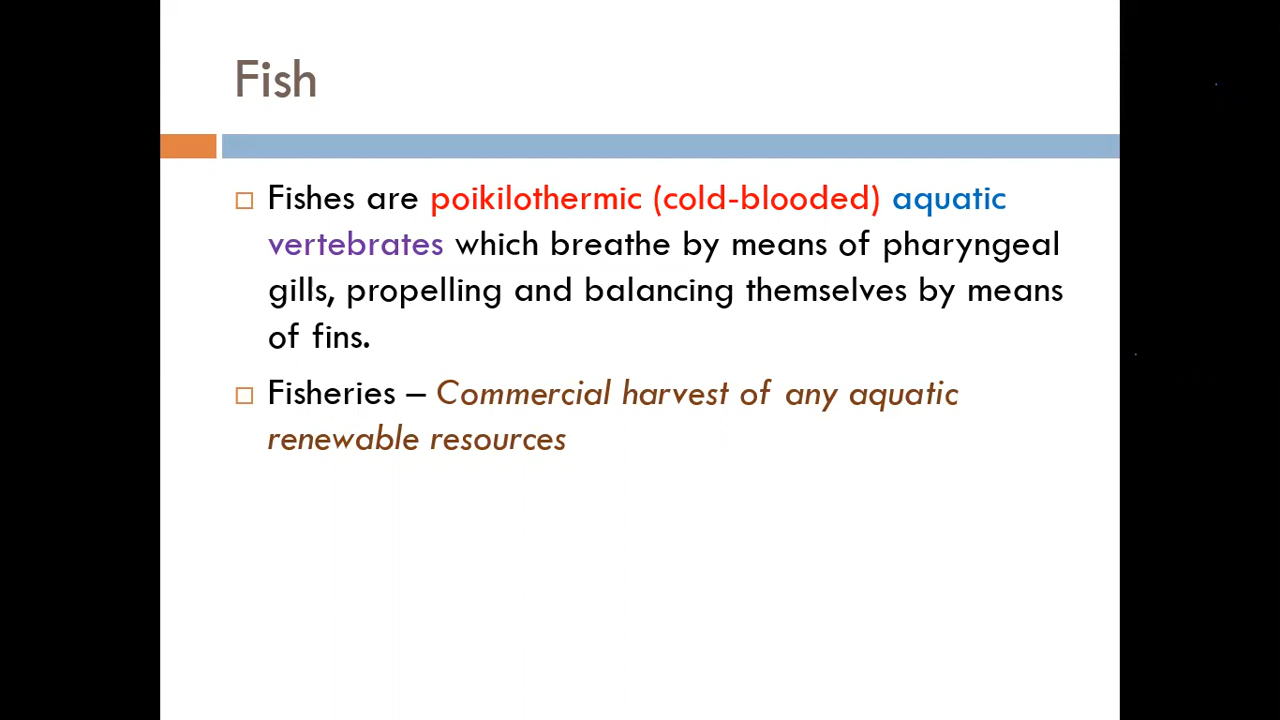 Fish
Fishes are poikilothermic (cold-blooded) aquatic
vertebrates which breathe by means of pharyngeal
gills, propelling and balancing themselves by means
of fins.
Fisheries – Commercial harvest of any aquatic
renewable resources